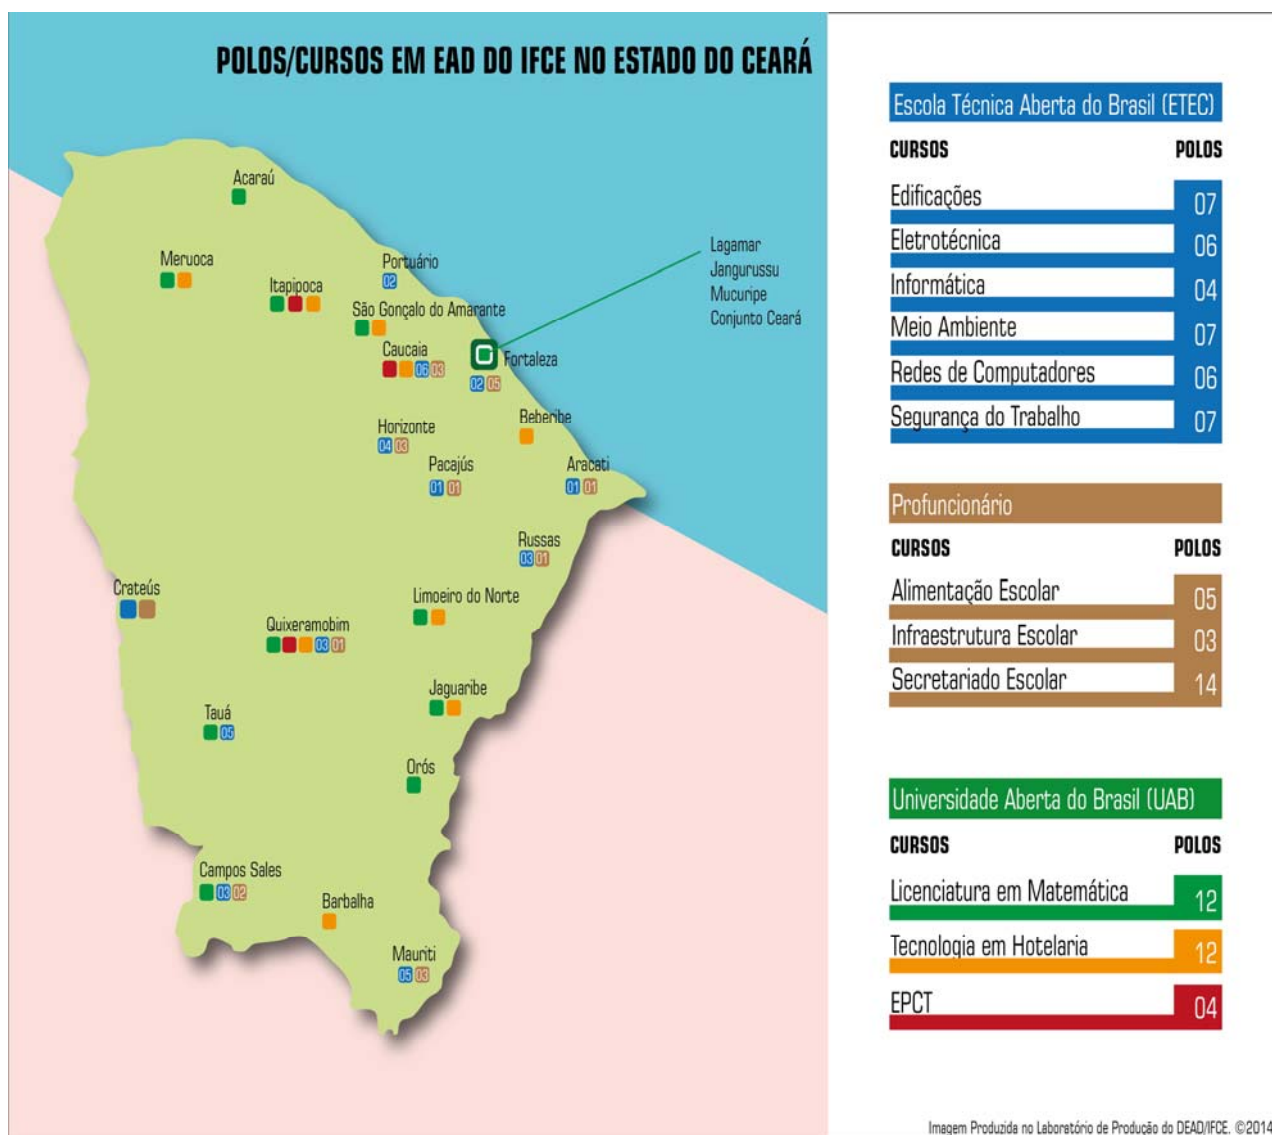 POLOS/CURSOS EM EAD DO IFCE NO ESTADO DO CEARÁ
Acaraú
Meruoca
Itapipoca
Portuário
02
São Gonçalo do Amarante
Caucaia
06 03
Fortaleza
02 05
Lagamar
Jangurussu
Mucuripe
Conjunto Ceará
Beberibe
Horizonte
04 03
Pacajús
01 01
Aracati
01 01
Russas
03 01
Crateús
Limoeiro do Norte
Quixeramobim
03 01
Jaguaribe
Tauá
05
Orós
Campos Sales
03 02
Barbalha
Mauriti
05 03
Escola Técnica Aberta do Brasil (ETEC)
CURSOS POLOS
Edificações 07
Eletrotécnica 06
Informática 04
Meio Ambiente 07
Redes de Computadores 06
Segurança do Trabalho 07
Profuncionário
CURSOS POLOS
Alimentação Escolar 05
Infraestrutura Escolar 03
Secretariado Escolar 14
Universidade Aberta do Brasil (UAB)
CURSOS POLOS
Licenciatura em Matemática 12
Tecnologia em Hotelaria 12
EPCT 04
Imagem Produzida no Laboratório de Produção do DEAD/IFCE. ©2014